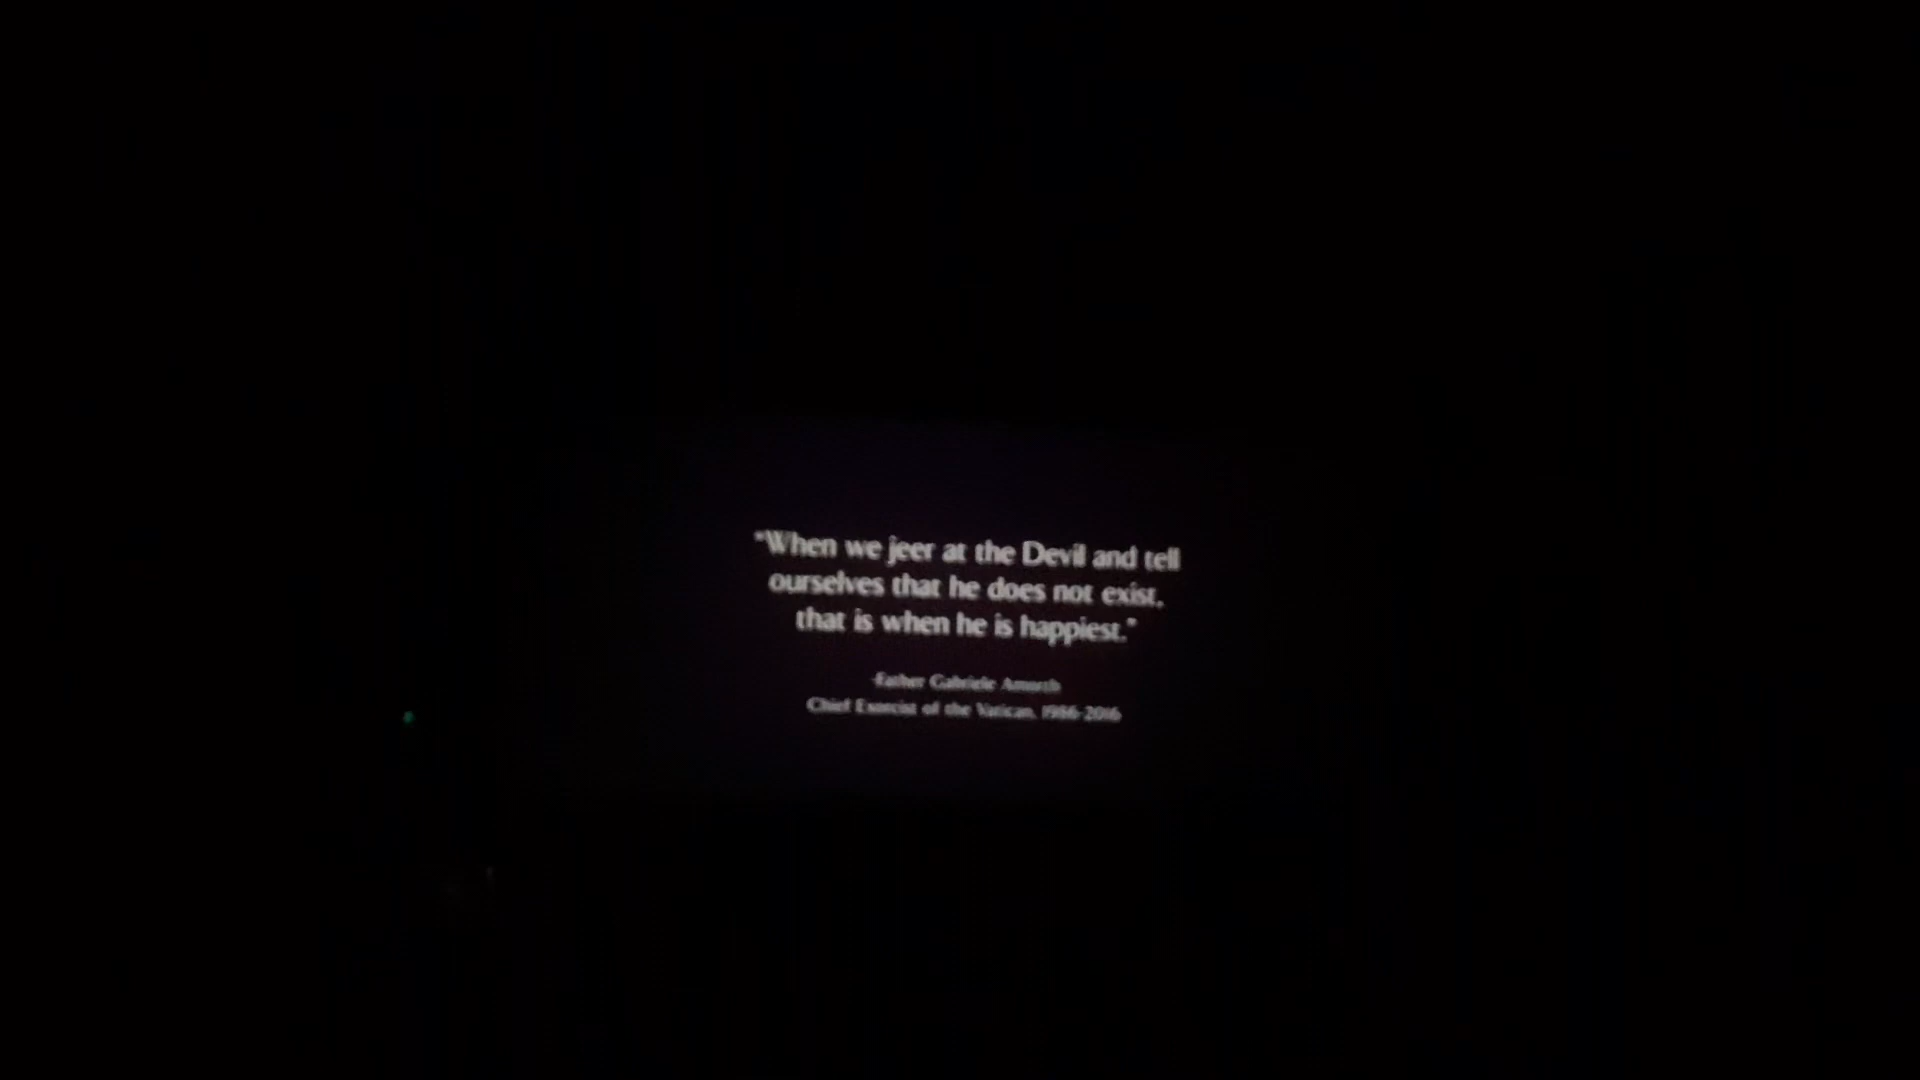 "When we jeer at the Devil and tell
ourselves that he does not exist,
that is when he is happiest."
-Father Gabriele Amorth
Chief Exorcist of the Vatican, 1986-2016